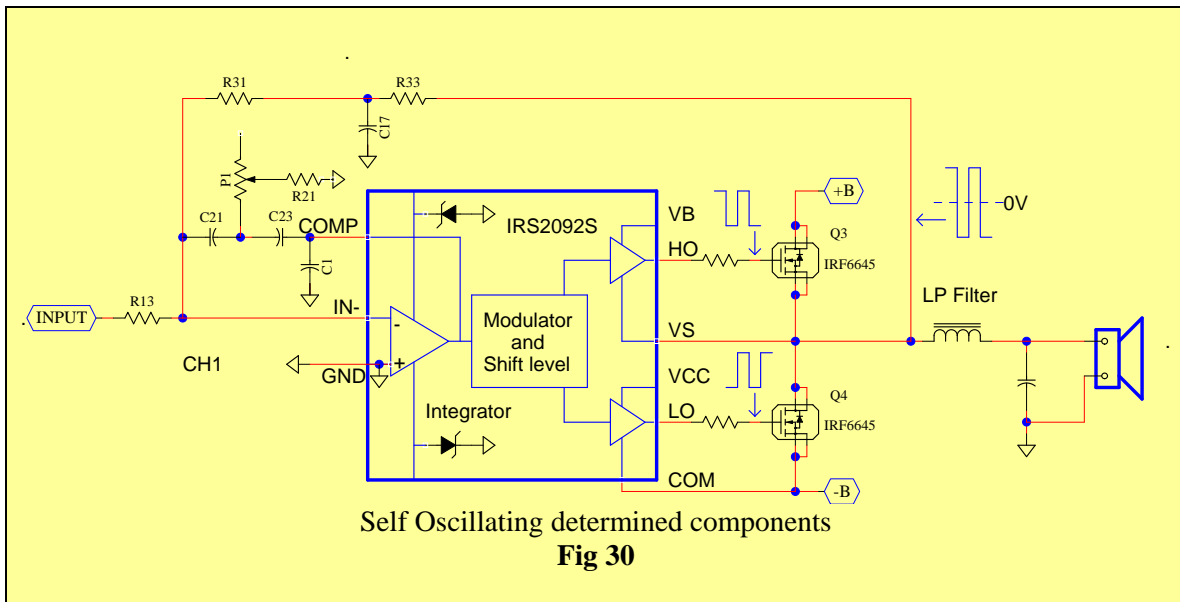 R31
R33
C17
P1
R21
C21
C23
COMP
C1
IRS2092S
VB
HO
+B
Q3
IRF6645
0V
LP Filter
INPUT
R13
IN-
-
+
Modulator
and
Shift level
VS
CH1
GND
VCC
LO
Q4
IRF6645
Integrator
COM
-B
Self Oscillating determined components
Fig 30